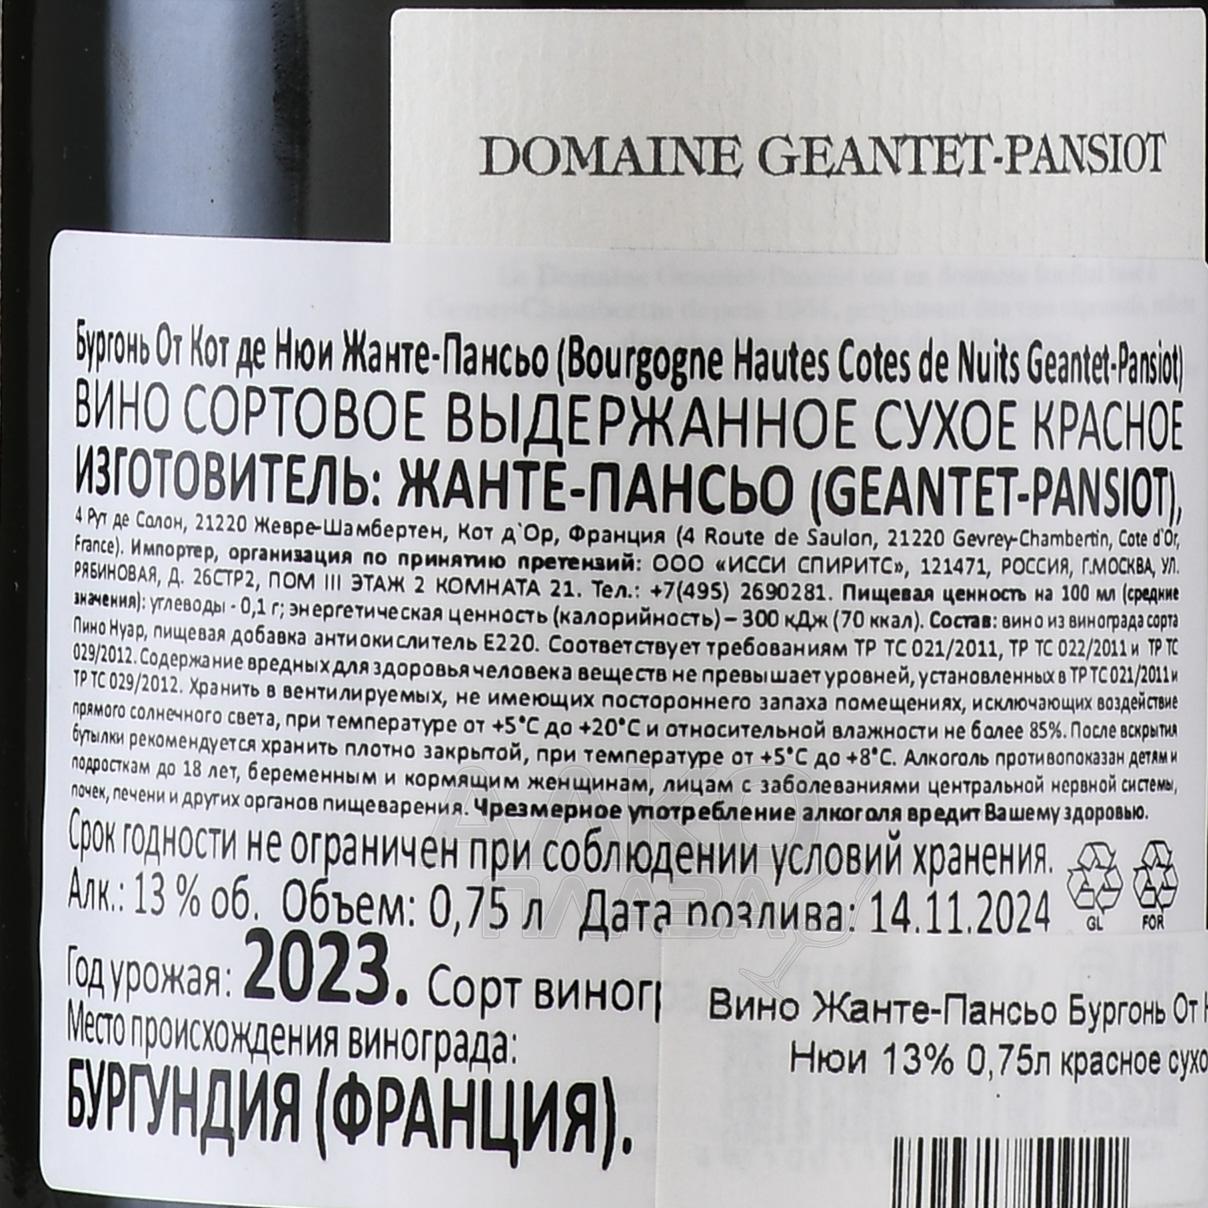 DOMAINE GEANTET-PANSIOT
Бургонь От Кот де Нюи Жанте-Пансьо (Bourgogne Hautes Cotes de Nuits Geantet-Pansiot)
ВИНО СОРТОВОЕ ВЫДЕРЖАННОЕ СУХОЕ КРАСНОЕ
ИЗГОТОВИТЕЛЬ: ЖАНТЕ-ПАНСЬО (GEANTET-PANSIOT),
4 Рут де Солон, 21220 Жевре-Шамбертен, Кот д`Ор, Франция (4 Route de Saulon, 21220 Gevrey-Chambertin, Cote d'Or,
France). Импортер, организация по принятию претензий: ООО «ИССИ СПИРИТС», 121471, РОССИЯ, Г.МОСКВА, УЛ.
РЯБИНОВАЯ, Д. 26СТР2, ПОМ III ЭТАЖ 2 КОМНАТА 21. Тел.: +7(495) 2690281. Пищевая ценность на 100 мл (средние
значения): углеводы - 0,1 г; энергетическая ценность (калорийность) – 300 кДж (70 ккал). Состав: вино из винограда сорта
Пино Нуар, пищевая добавка антиокислитель Е220. Соответствует требованиям ТР ТС 021/2011, ТР ТС 022/2011 и ТР ТС
029/2012. Содержание вредных для здоровья человека веществ не превышает уровней, установленных в ТР ТС 021/2011 и
ТР ТС 029/2012. Хранить в вентилируемых, не имеющих постороннего запаха помещениях, исключающих воздействие
прямого солнечного света, при температуре от +5°С до +20°С и относительной влажности не более 85%. После вскрытия
бутылки рекомендуется хранить плотно закрытой, при температуре от +5°С до +8°С. Алкоголь противопоказан детям и
подросткам до 18 лет, беременным и кормящим женщинам, лицам с заболеваниями центральной нервной системы,
почек, печени и других органов пищеварения. Чрезмерное употребление алкоголя вредит Вашему здоровью.
Срок годности не ограничен при соблюдении условий хранения.
Алк.: 13 % об. Объем: 0,75 л Дата розлива: 14.11.2024
GL FOR
Год урожая: 2023. Сорт виногр
Место происхождения винограда:
БУРГУНДИЯ (ФРАНЦИЯ).
Вино Жанте-Пансьо Бургонь От
Нюи 13% 0,75л красное сухо
АЛКО
ПЛАЗА